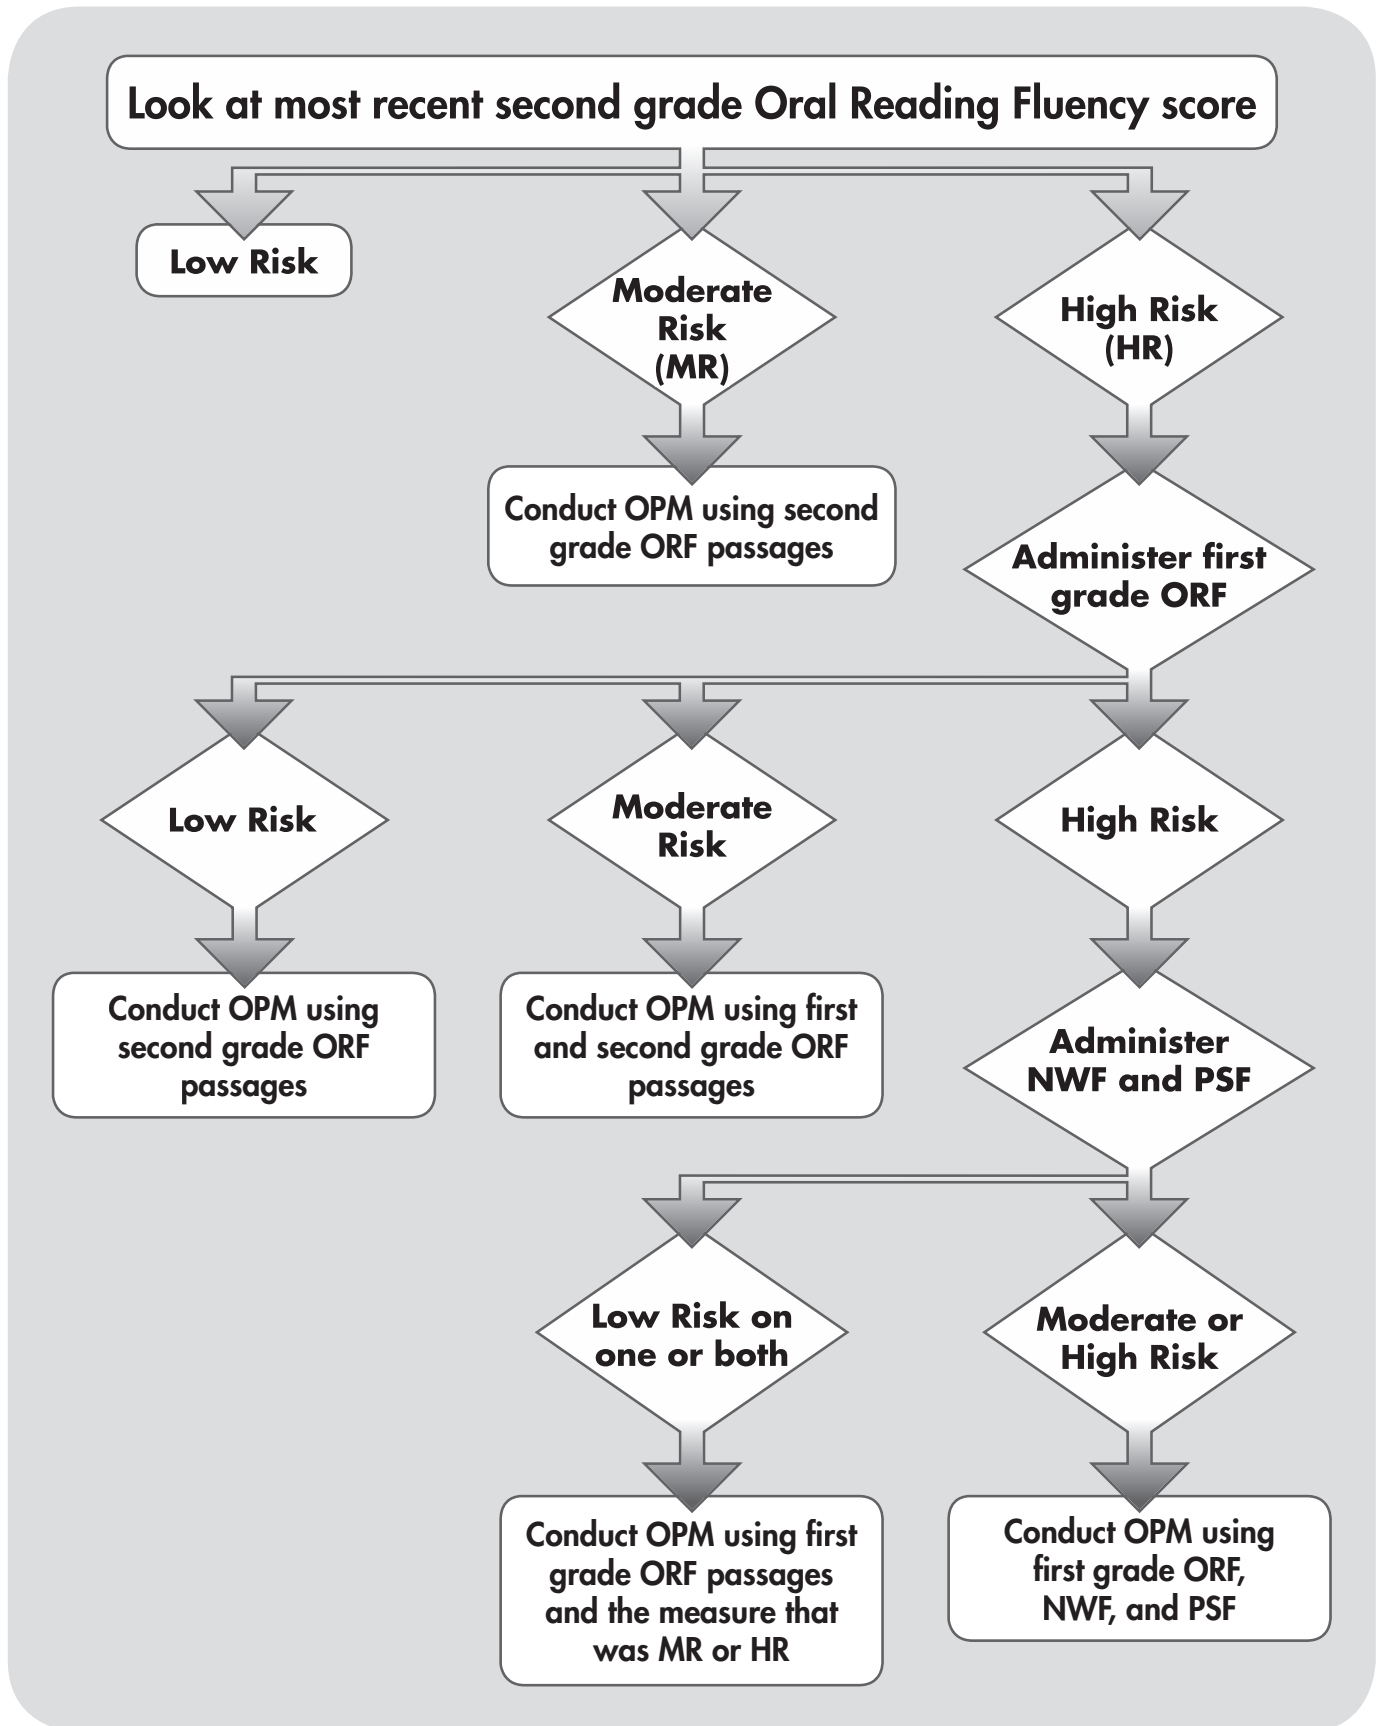 Look at most recent second grade Oral Reading Fluency score
Low Risk
Moderate
Risk
(MR)
High Risk
(HR)
Conduct OPM using second
grade ORF passages
Administer first
grade ORF
Low Risk
Moderate
Risk
High Risk
Conduct OPM using
second grade ORF
passages
Conduct OPM using first
and second grade ORF
passages
Administer
NWF and PSF
Low Risk on
one or both
Moderate or
High Risk
Conduct OPM using first
grade ORF passages
and the measure that
was MR or HR
Conduct OPM using
first grade ORF,
NWF, and PSF